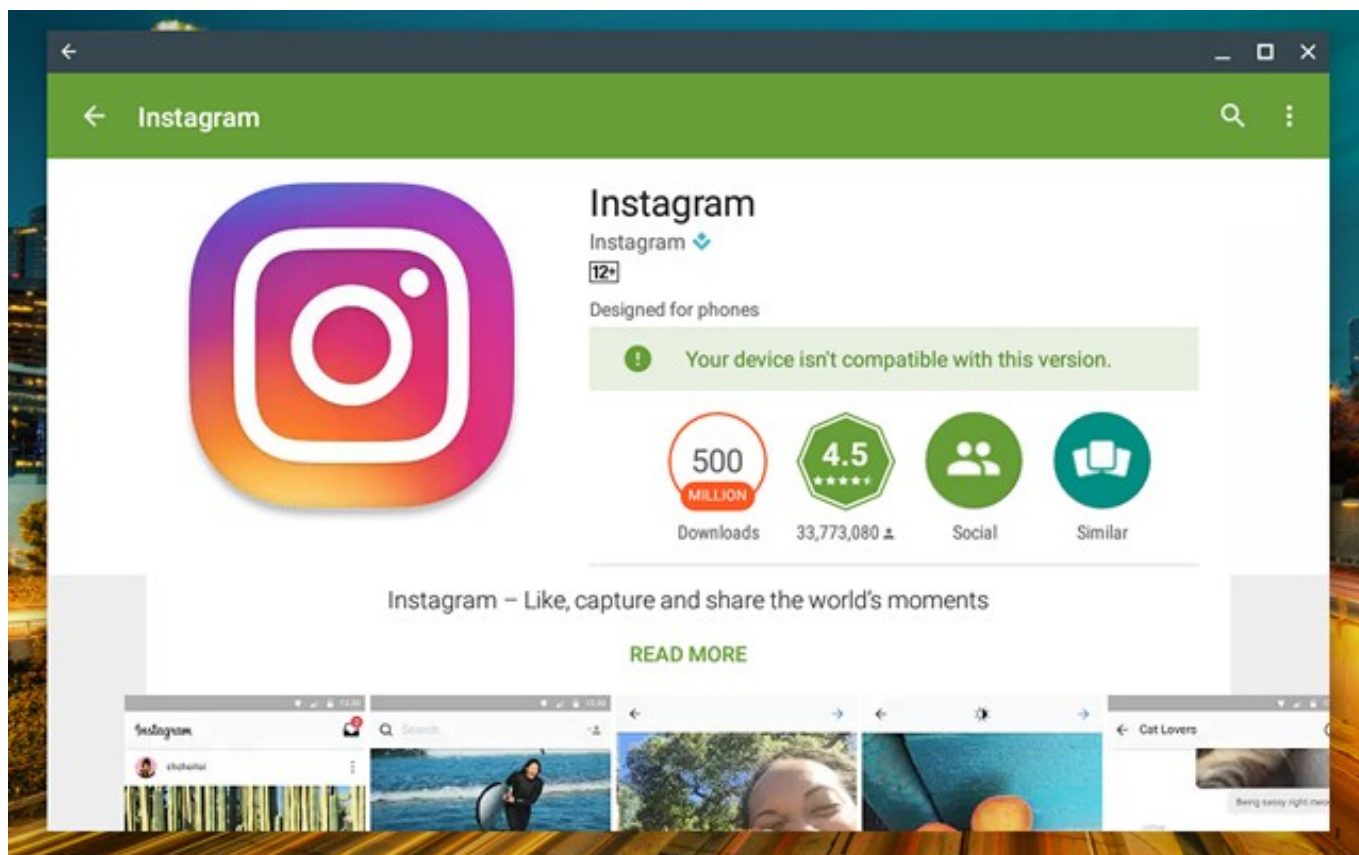 Instagram
Instagram
Instagram
12+
Designed for phones
Your device isn't compatible with this version.
500
MILLION
4.5
Downloads
33,773,080
Social
Similar
Instagram – Like, capture and share the world's moments
READ MORE
Instagram
Search
Cat Lovers
Being sassy right